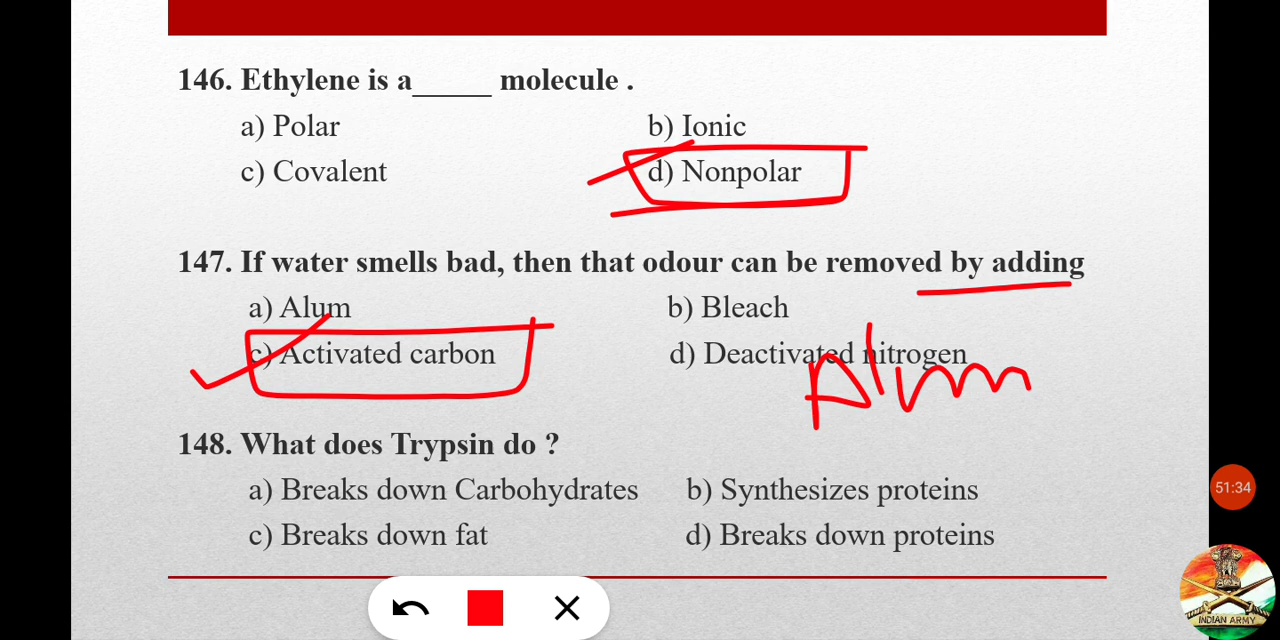 146. Ethylene is a_____ molecule .
a) Polar b) Ionic
c) Covalent d) Nonpolar
147. If water smells bad, then that odour can be removed by adding
a) Alum b) Bleach
c) Activated carbon d) Deactivated nitrogen
Alum
148. What does Trypsin do ?
a) Breaks down Carbohydrates b) Synthesizes proteins
51:34
c) Breaks down fat d) Breaks down proteins
INDIAN ARMY